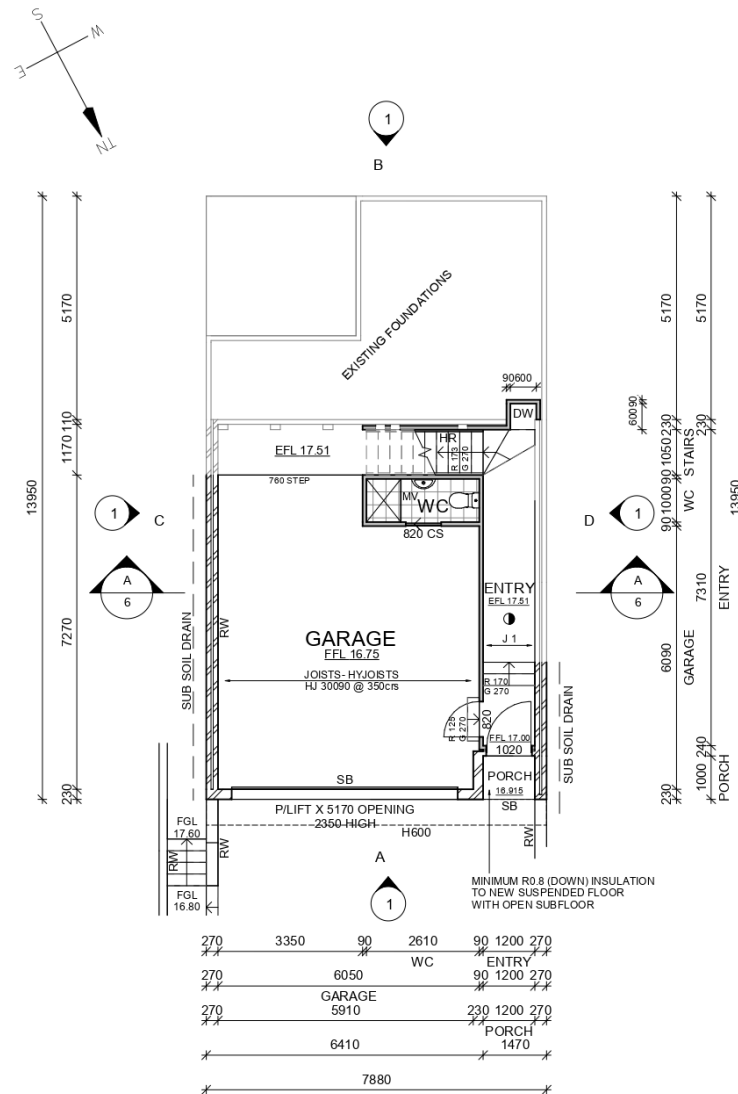 S
W
E
TN
1
B
5170
13950
110
1170
7270
230
EXISTING FOUNDATIONS
90600
DW
60090
EFL 17.51
HR
R 173
G 270
760 STEP
MV
WC
820 CS
1
C
D
1
A
6
A
6
ENTRY
EFL 17.51
J 1
GARAGE
FFL 16.75
JOISTS- HYJOISTS
HJ 30090 @ 350crs
RW
SUB SOIL DRAIN
R 170
G 270
820
R 125
G 270
FFL 17.00
1020
PORCH
16.915
SB
SB
SUB SOIL DRAIN
P/LIFT X 5170 OPENING
2350 HIGH
H600
RW
FGL
17.60
RW
RW
FGL
16.80
A
1
MINIMUM R0.8 (DOWN) INSULATION
TO NEW SUSPENDED FLOOR
WITH OPEN SUBFLOOR
5170
230
1050
90
1000
90
6090
230
STAIRS
WC
GARAGE
5170
230
7310
240
1000
ENTRY
PORCH
13950
270 3350 90 2610 90 1200 270
WC ENTRY
270 6050 90 1200 270
GARAGE
270 5910 230 1200 270
PORCH
6410 1470
7880